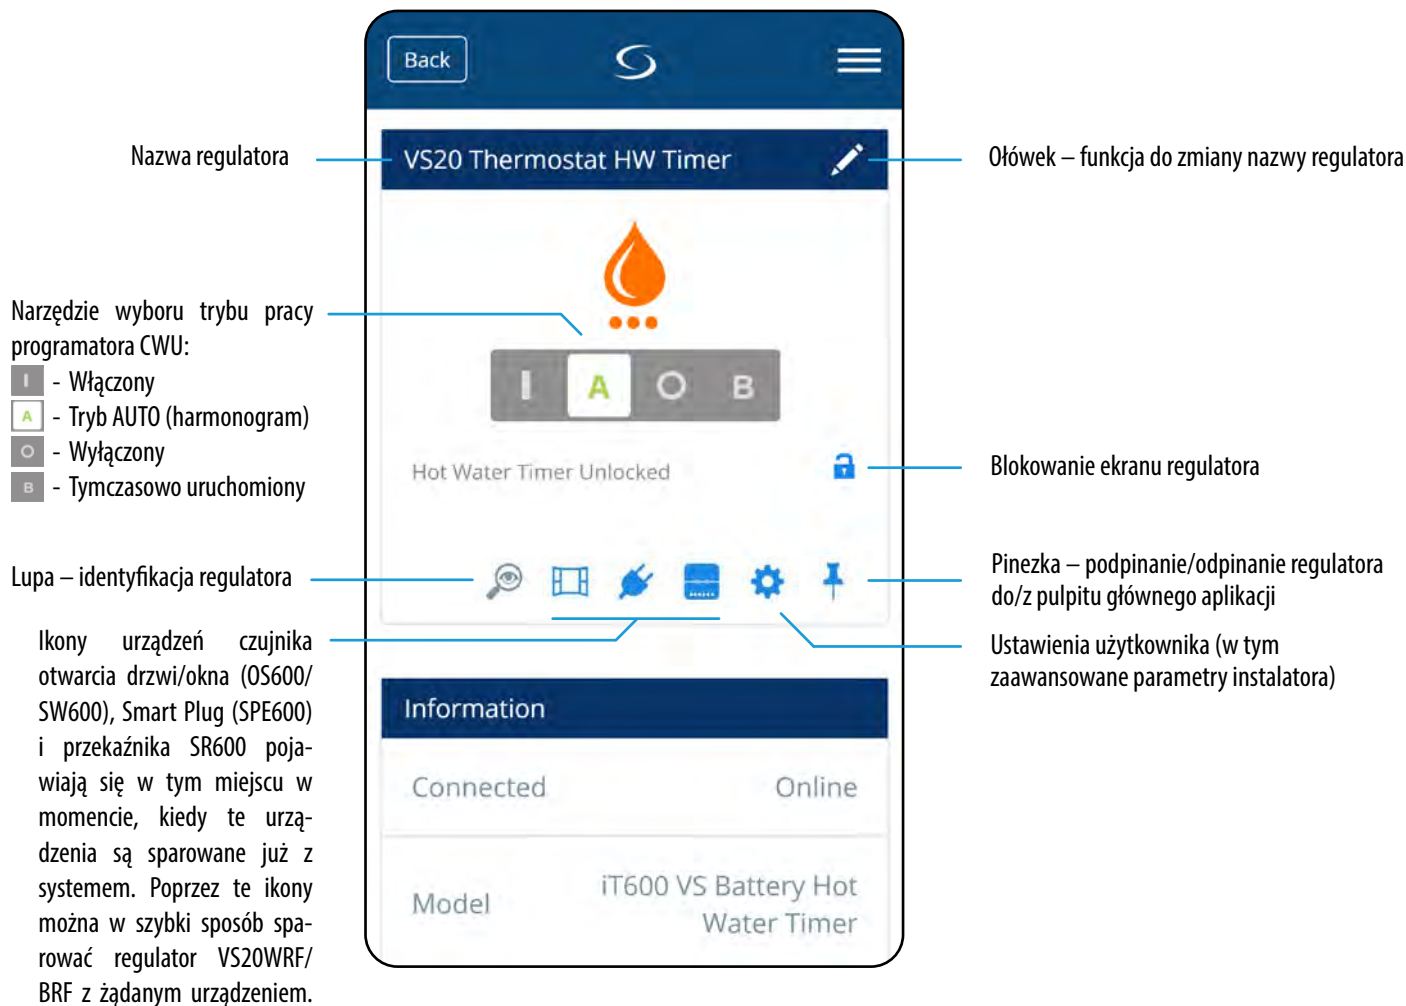 Back
VS20 Thermostat HW Timer
I A O B
Hot Water Timer Unlocked
Information
Connected Online
Model iT600 VS Battery Hot
Water Timer
Nazwa regulatora
Narzędzie wyboru trybu pracy
programatora CWU:
I - Włączony
A - Tryb AUTO (harmonogram)
O - Wyłączony
B - Tymczasowo uruchomiony
Lupa – identyfikacja regulatora
Ikony urządzeń czujnika
otwarcia drzwi/okna (OS600/
SW600), Smart Plug (SPE600)
i przekaźnika SR600 poja-
wiają się w tym miejscu w
momencie, kiedy te urzą-
dzenia są sparowane już z
systemem. Poprzez te ikony
można w szybki sposób spa-
rować regulator VS20WRF/
BRF z żądanym urządzeniem.
Ołówek – funkcja do zmiany nazwy regulatora
Blokowanie ekranu regulatora
Pinezka – podpinanie/odpinanie regulatora
do/z pulpitu głównego aplikacji
Ustawienia użytkownika (w tym
zaawansowane parametry instalatora)